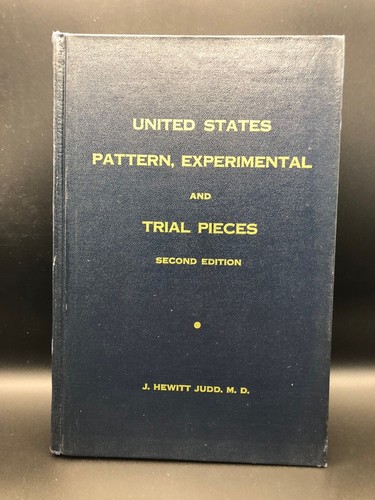 UNITED STATES
PATTERN, EXPERIMENTAL
AND
TRIAL PIECES
SECOND EDITION
J. HEWITT JUDD. M. D.